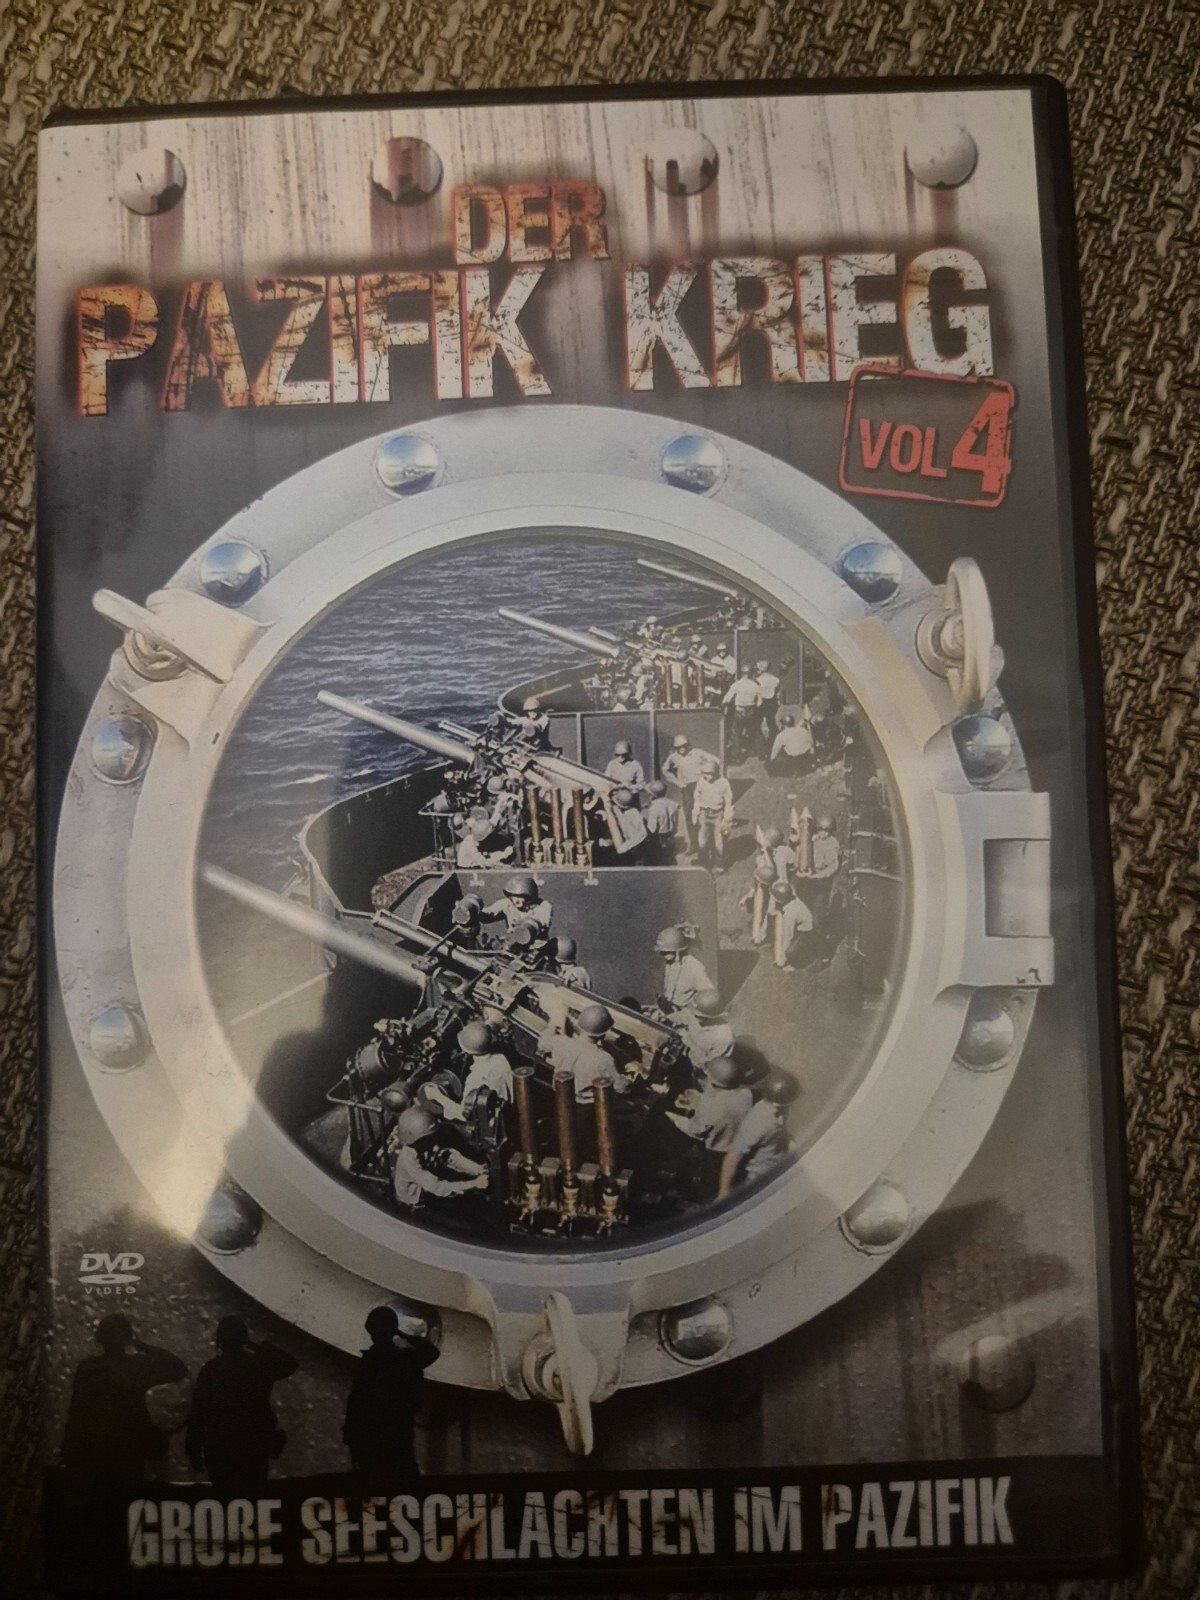 DER
PAZIFIK KRIEG
VOL 4
DVD
VIDEO
GROßE SEESCHLACHTEN IM PAZIFIK